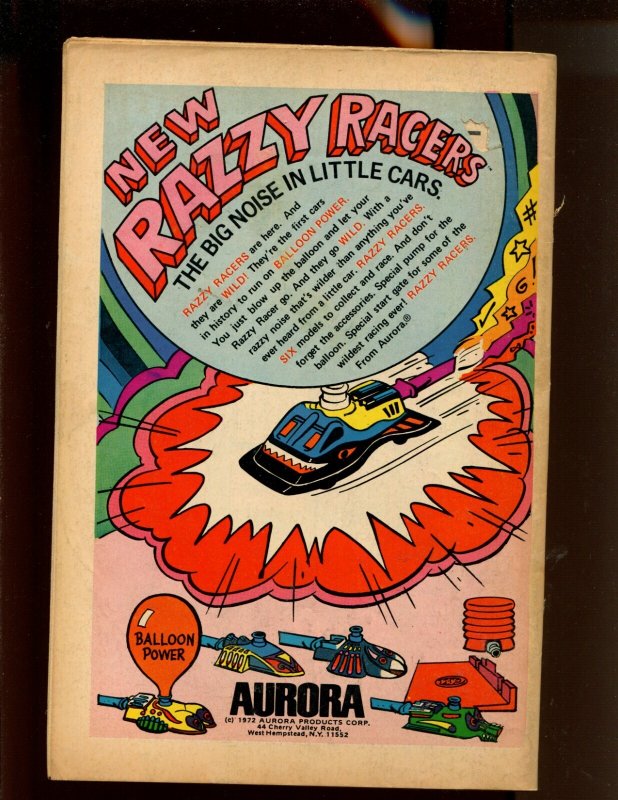 NEW
RAZZY RACERS™
THE BIG NOISE IN LITTLE CARS.
RAZZY RACERS are here. And
they are WILD! They're the first cars
in history to run on BALLOON POWER.
You just blow up the balloon and let your
Razzy Racer go. And they go WILD. With a
razzy noise that's wilder than anything you've
ever heard from a little car. RAZZY RACERS.
SIX models to collect and race. And don't
forget the accessories. Special pump for the
balloon. Special start gate for some of the
wildest racing ever! RAZZY RACERS.
From Aurora.®
BALLOON
POWER
AURORA
(c) 1972 AURORA PRODUCTS CORP.
44 Cherry Valley Road,
West Hempstead, N.Y. 11552